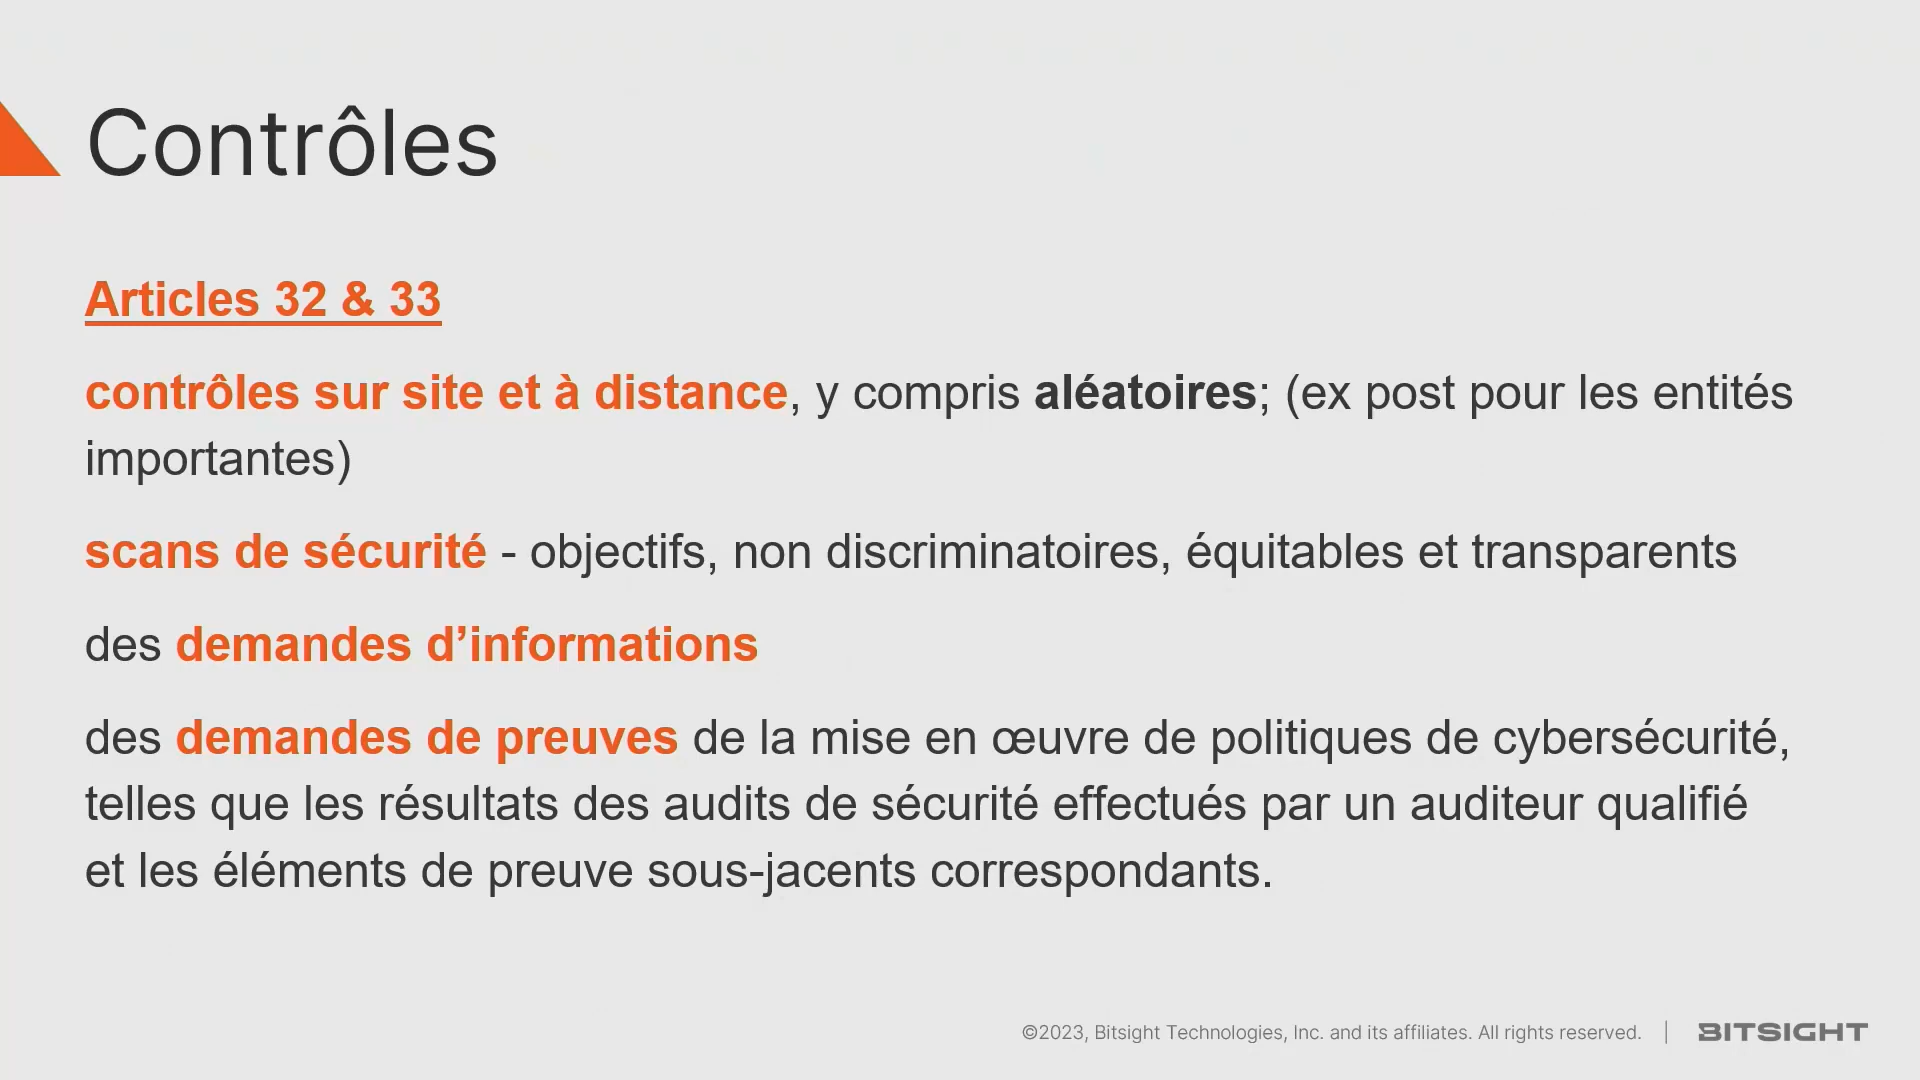 Contrôles
Articles 32 & 33
contrôles sur site et à distance, y compris aléatoires; (ex post pour les entités
importantes)
scans de sécurité - objectifs, non discriminatoires, équitables et transparents
des demandes d’informations
des demandes de preuves de la mise en œuvre de politiques de cybersécurité,
telles que les résultats des audits de sécurité effectués par un auditeur qualifié
et les éléments de preuve sous-jacents correspondants.
©2023, Bitsight Technologies, Inc. and its affiliates. All rights reserved. | BITSIGHT